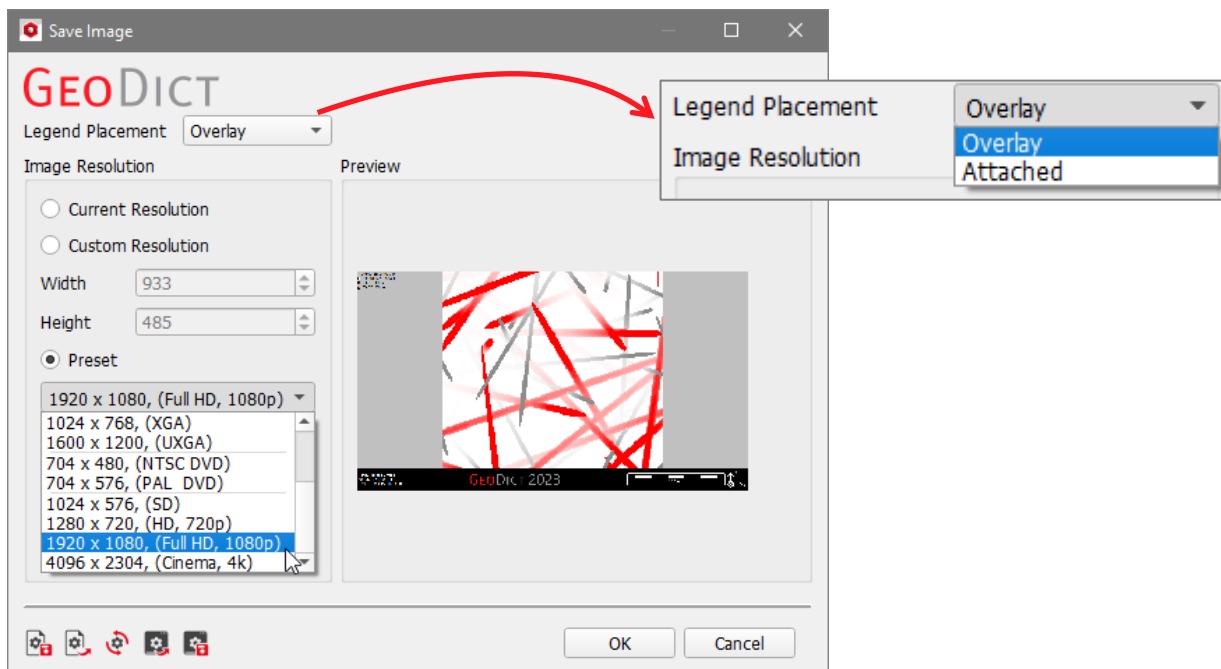 Save Image
GEODICT
Legend Placement Overlay
Image Resolution
Preview
Current Resolution
Custom Resolution
Width 933
Height 485
Preset
1920 x 1080, (Full HD, 1080p)
1024 x 768, (XGA)
1600 x 1200, (UXGA)
704 x 480, (NTSC DVD)
704 x 576, (PAL  DVD)
1024 x 576, (SD)
1280 x 720, (HD, 720p)
1920 x 1080, (Full HD, 1080p)
4096 x 2304, (Cinema, 4k)
GEODICT 2023
OK Cancel
Legend Placement Overlay
Overlay
Image Resolution
Attached